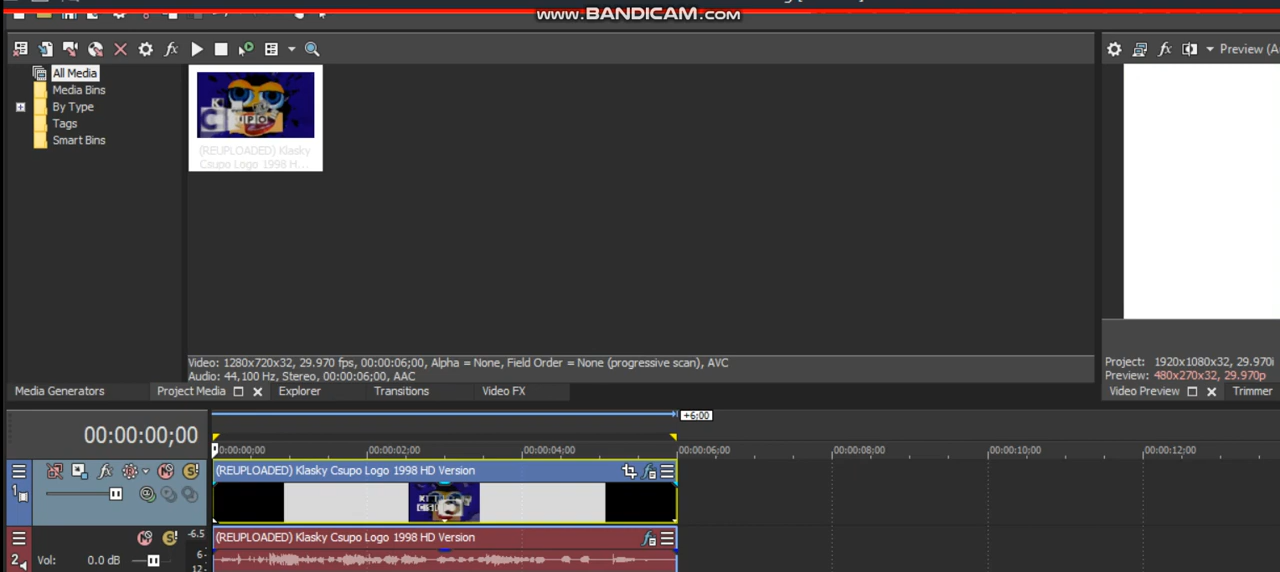 www.BANDICAM.com
Preview (A
All Media
Media Bins
By Type
Tags
Smart Bins
(REUPLOADED) Klasky
Csupo Logo 1998 H...
Video: 1280x720x32, 29.970 fps, 00:00:06;00, Alpha = None, Field Order = None (progressive scan), AVC
Audio: 44,100 Hz, Stereo, 00:00:06;00, AAC
Project: 1920x1080x32, 29.970i
Preview: 480x270x32, 29.970p
Media Generators Project Media Explorer Transitions Video FX
Video Preview Trimmer
+6:00
00:00:00;00
0:00:00;00 00:00:02;00 00:00:04;00 00:00:06;00 00:00:08;00 00:00:10;00 00:00:12;00
(REUPLOADED) Klasky Csupo Logo 1998 HD Version
1
(REUPLOADED) Klasky Csupo Logo 1998 HD Version
-6.5
2 Vol: 0.0 dB
6
12